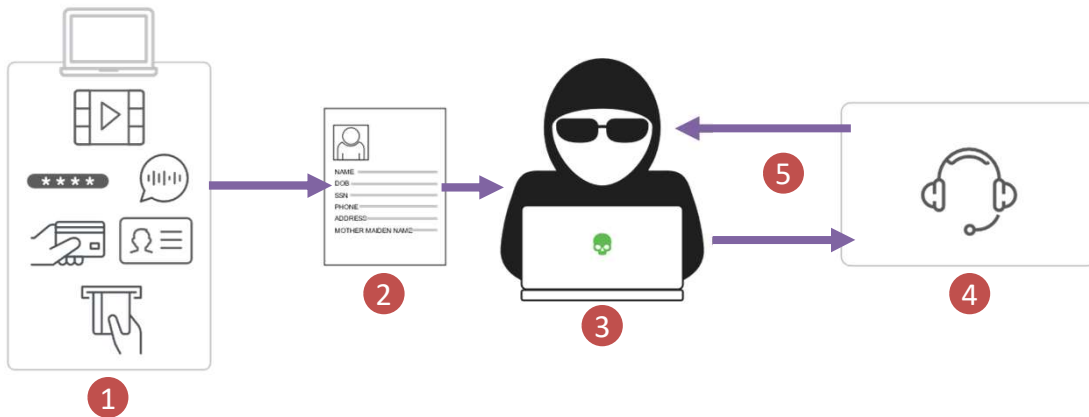 * * * *
NAME
DOB
SSN
PHONE
ADDRESS
MOTHER MAIDEN NAME
5
2
4
3
1